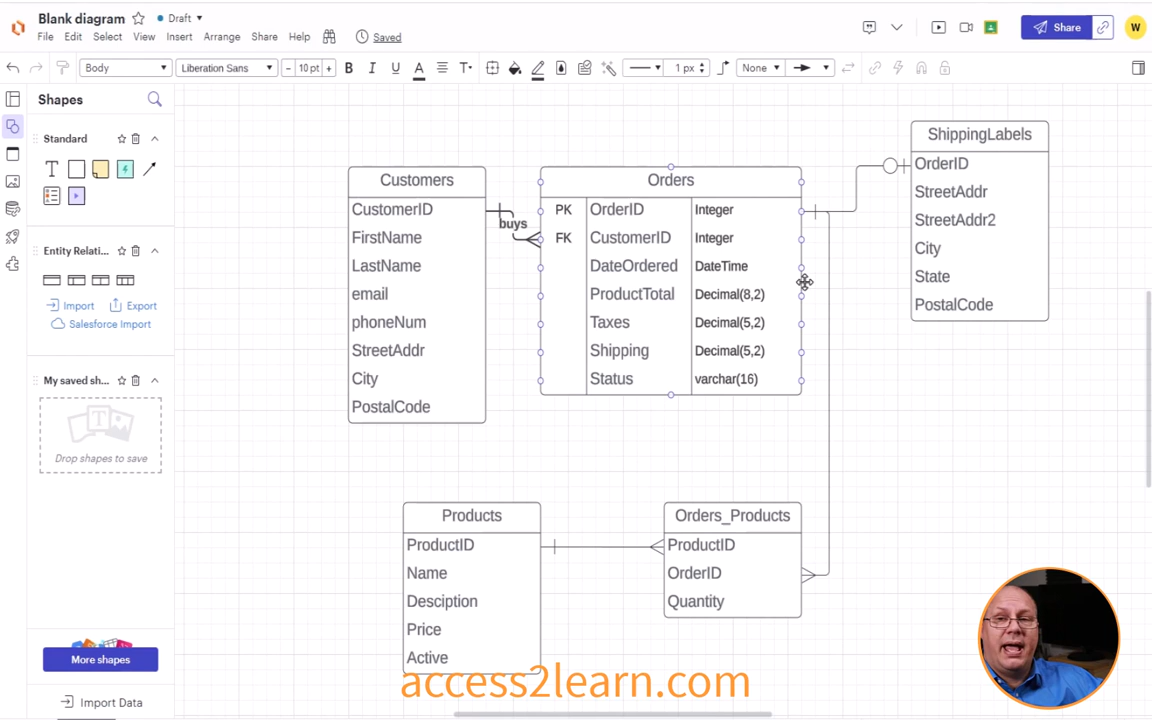 Blank diagram
Draft
File Edit Select View Insert Arrange Share Help Saved
Share
W
Body
Liberation Sans
10 pt
B I U A T
1 px
None
Shapes
Standard
T
Entity Relati...
Import Export
Salesforce Import
My saved sh...
T
Drop shapes to save
More shapes
Import Data
Customers
CustomerID
FirstName
LastName
email
phoneNum
StreetAddr
City
PostalCode
buys
Orders
PK OrderID Integer
FK CustomerID Integer
DateOrdered DateTime
ProductTotal Decimal(8,2)
Taxes Decimal(5,2)
Shipping Decimal(5,2)
Status varchar(16)
ShippingLabels
OrderID
StreetAddr
StreetAddr2
City
State
PostalCode
Products
ProductID
Name
Desciption
Price
Active
Orders_Products
ProductID
OrderID
Quantity
access2learn.com